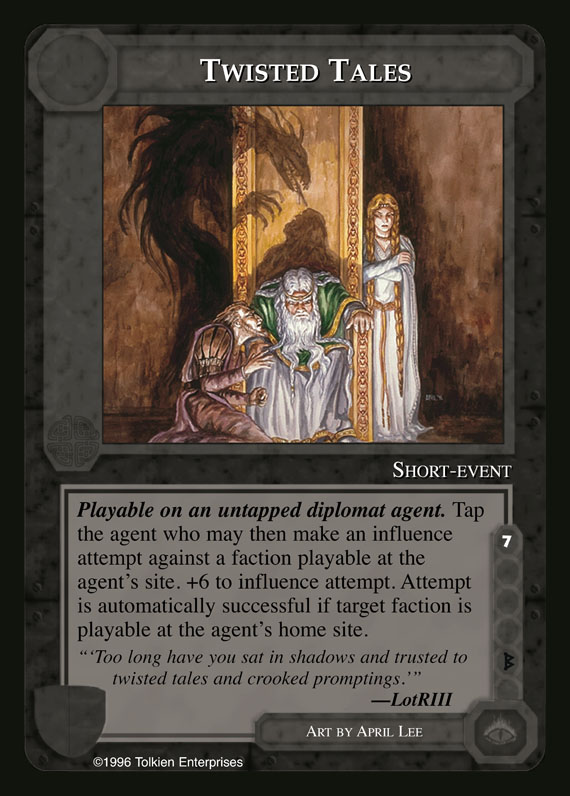 TWISTED TALES
SHORT-EVENT
Playable on an untapped diplomat agent. Tap
the agent who may then make an influence
attempt against a faction playable at the
agent's site. +6 to influence attempt. Attempt
is automatically successful if target faction is
playable at the agent's home site.
7
“‘Too long have you sat in shadows and trusted to
twisted tales and crooked promptings.’”
—LotRIII
ART BY APRIL LEE
©1996 Tolkien Enterprises